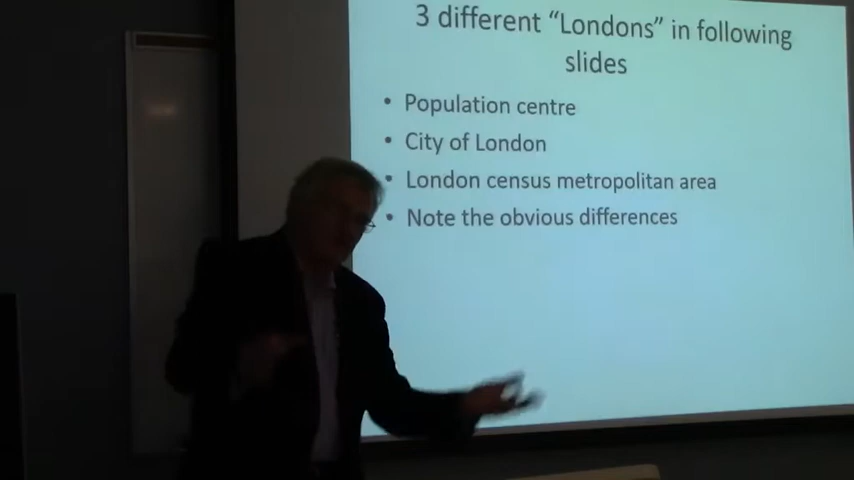 3 different “Londons” in following
slides
• Population centre
• City of London
• London census metropolitan area
• Note the obvious differences